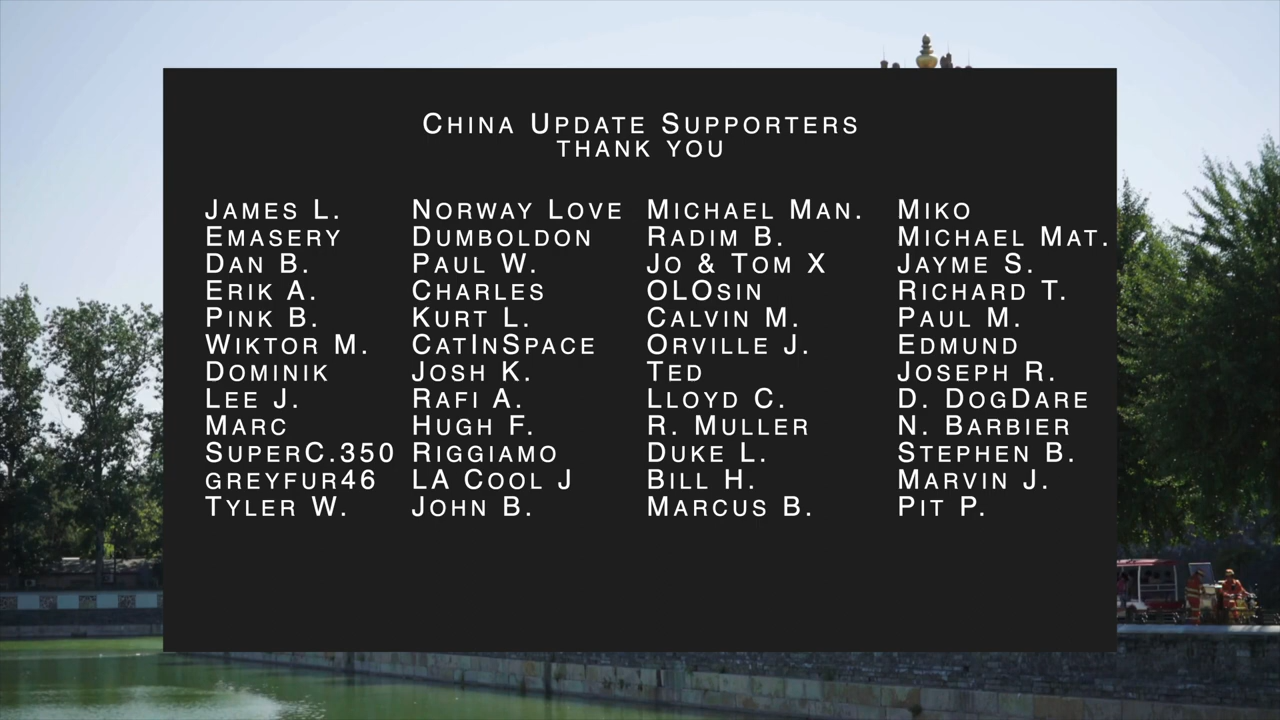 China Update Supporters
THANK YOU
James L.
Emasery
Dan B.
Erik A.
Pink B.
Wiktor M.
Dominik
Lee J.
Marc
SuperC.350
greyfur46
Tyler W.
Norway Love
Dumboldon
Paul W.
Charles
Kurt L.
CatInSpace
Josh K.
Rafi A.
Hugh F.
Riggiamo
LA Cool J
John B.
Michael Man.
Radim B.
Jo & Tom X
OLOsin
Calvin M.
Orville J.
Ted
Lloyd C.
R. Muller
Duke L.
Bill H.
Marcus B.
Miko
Michael Mat.
Jayme S.
Richard T.
Paul M.
Edmund
Joseph R.
D. DogDare
N. Barbier
Stephen B.
Marvin J.
Pit P.